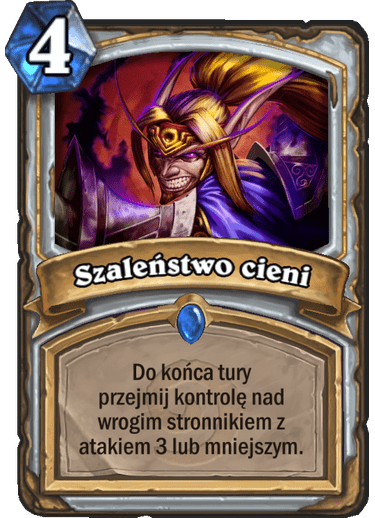 4
Szaleństwo cieni
Do końca tury
przejmij kontrolę nad
wrogim stronnikiem z
atakiem 3 lub mniejszym.